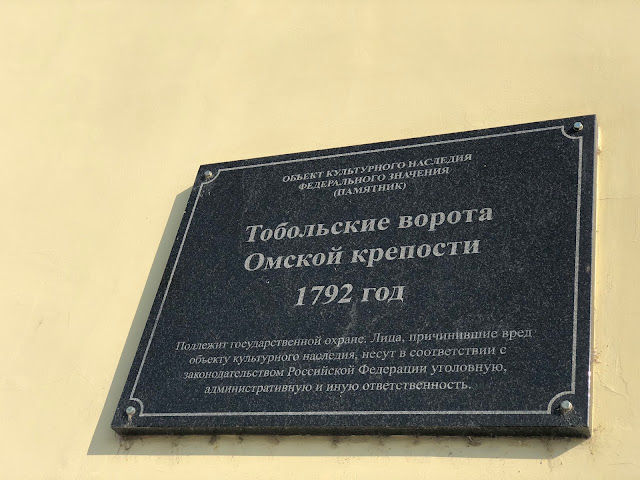 ОБЪЕКТ КУЛЬТУРНОГО НАСЛЕДИЯ
ФЕДЕРАЛЬНОГО ЗНАЧЕНИЯ
(ПАМЯТНИК)
Тобольские ворота
Омской крепости
1792 год
Подлежит государственной охране. Лица, причинившие вред
объекту культурного наследия, несут в соответствии с
законодательством Российской Федерации уголовную,
административную и иную ответственность.